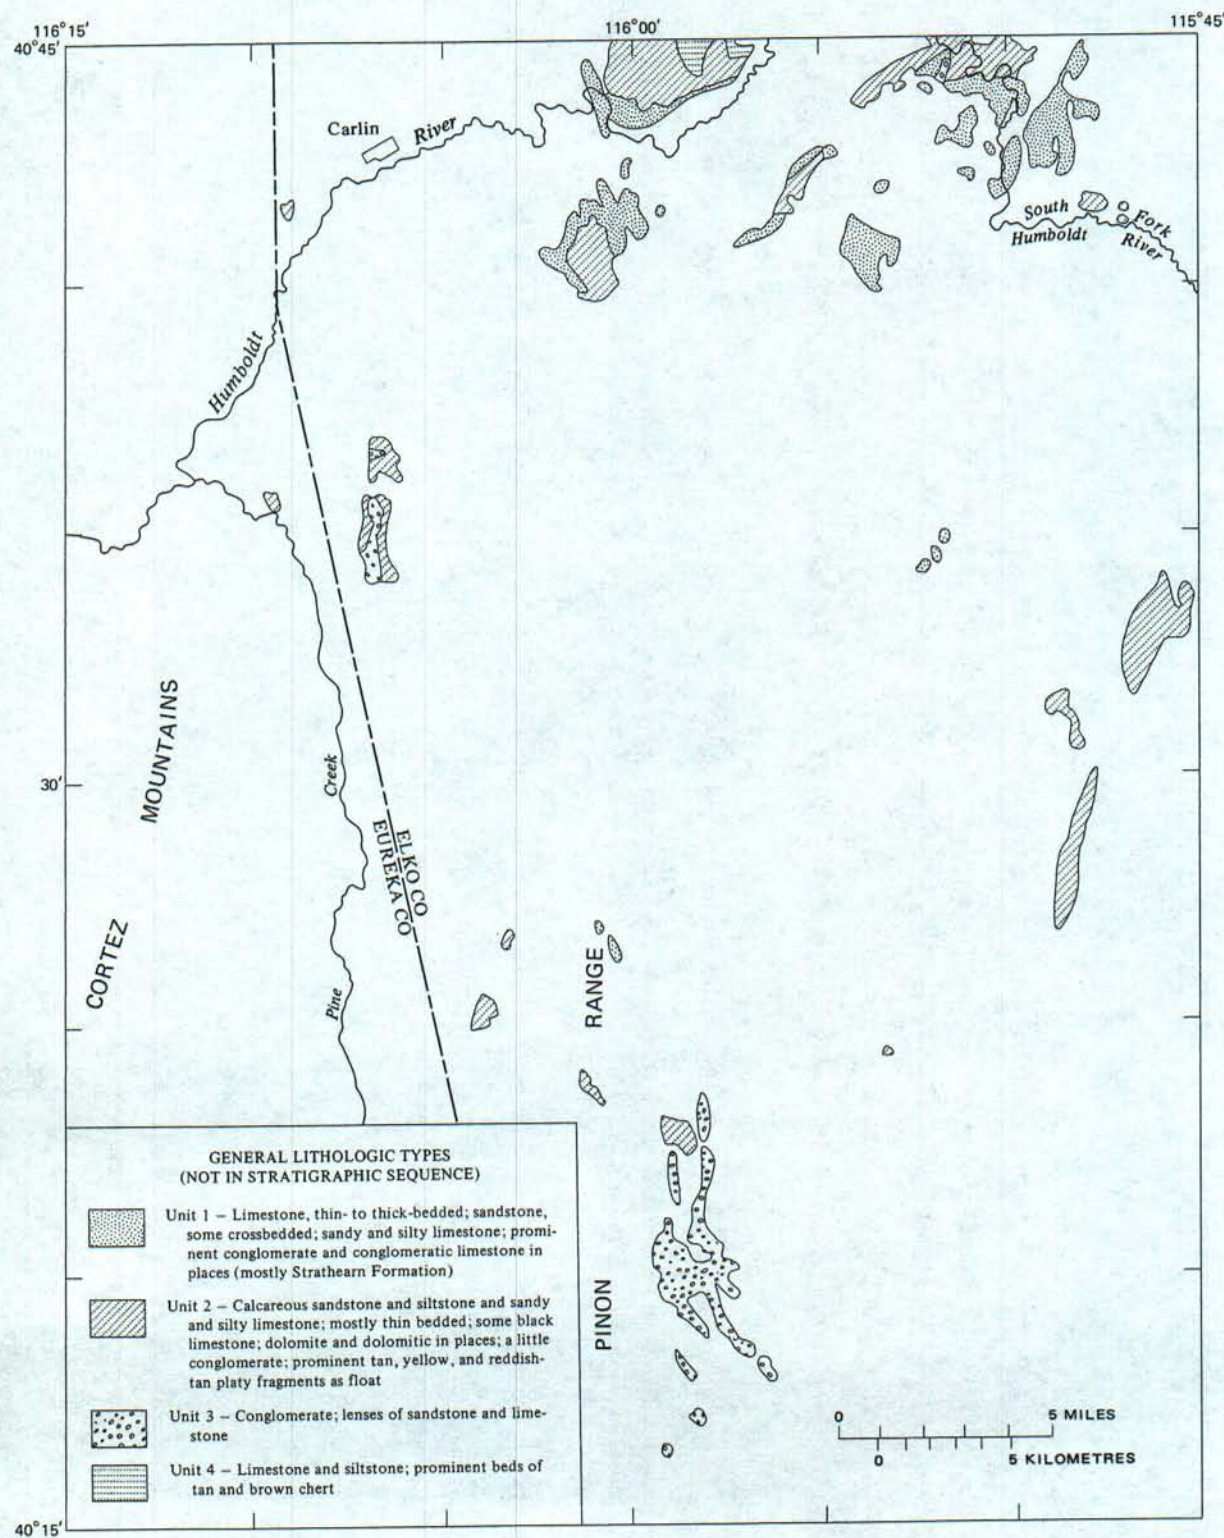 116°15′
116°00′
115°45′
40°45′
Carlin
River
South
Fork
Humboldt
River
Humboldt
MOUNTAINS
30′
Creek
ELKO CO
EUREKA CO
CORTEZ
RANGE
Pine
GENERAL LITHOLOGIC TYPES
(NOT IN STRATIGRAPHIC SEQUENCE)
Unit 1 – Limestone, thin- to thick-bedded; sandstone,
some crossbedded; sandy and silty limestone; promi-
nent conglomerate and conglomeratic limestone in
places (mostly Strathearn Formation)
Unit 2 – Calcareous sandstone and siltstone and sandy
and silty limestone; mostly thin bedded; some black
limestone; dolomite and dolomitic in places; a little
conglomerate; prominent tan, yellow, and reddish-
tan platy fragments as float
PINON
Unit 3 – Conglomerate; lenses of sandstone and lime-
stone
Unit 4 – Limestone and siltstone; prominent beds of
tan and brown chert
0 5 MILES
0 5 KILOMETRES
40°15′